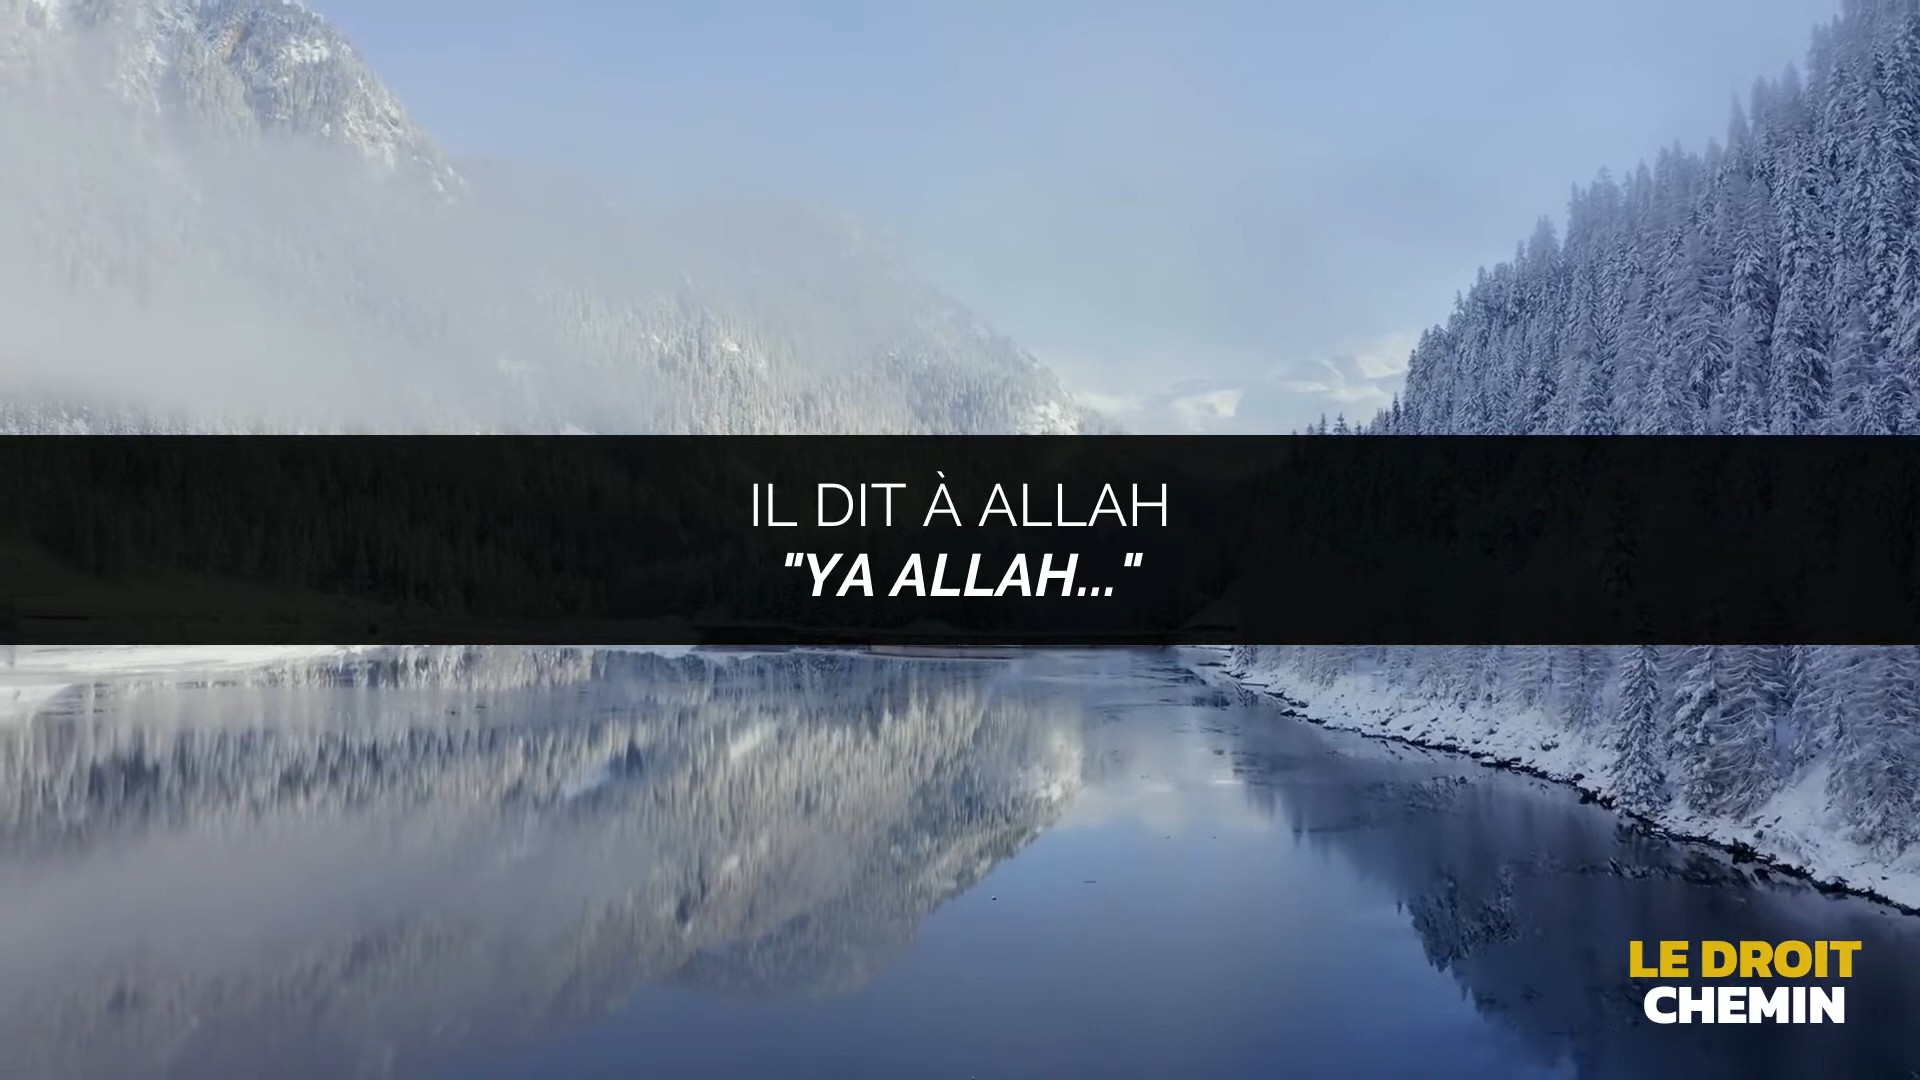 IL DIT À ALLAH
"YA ALLAH..."
LE DROIT
CHEMIN